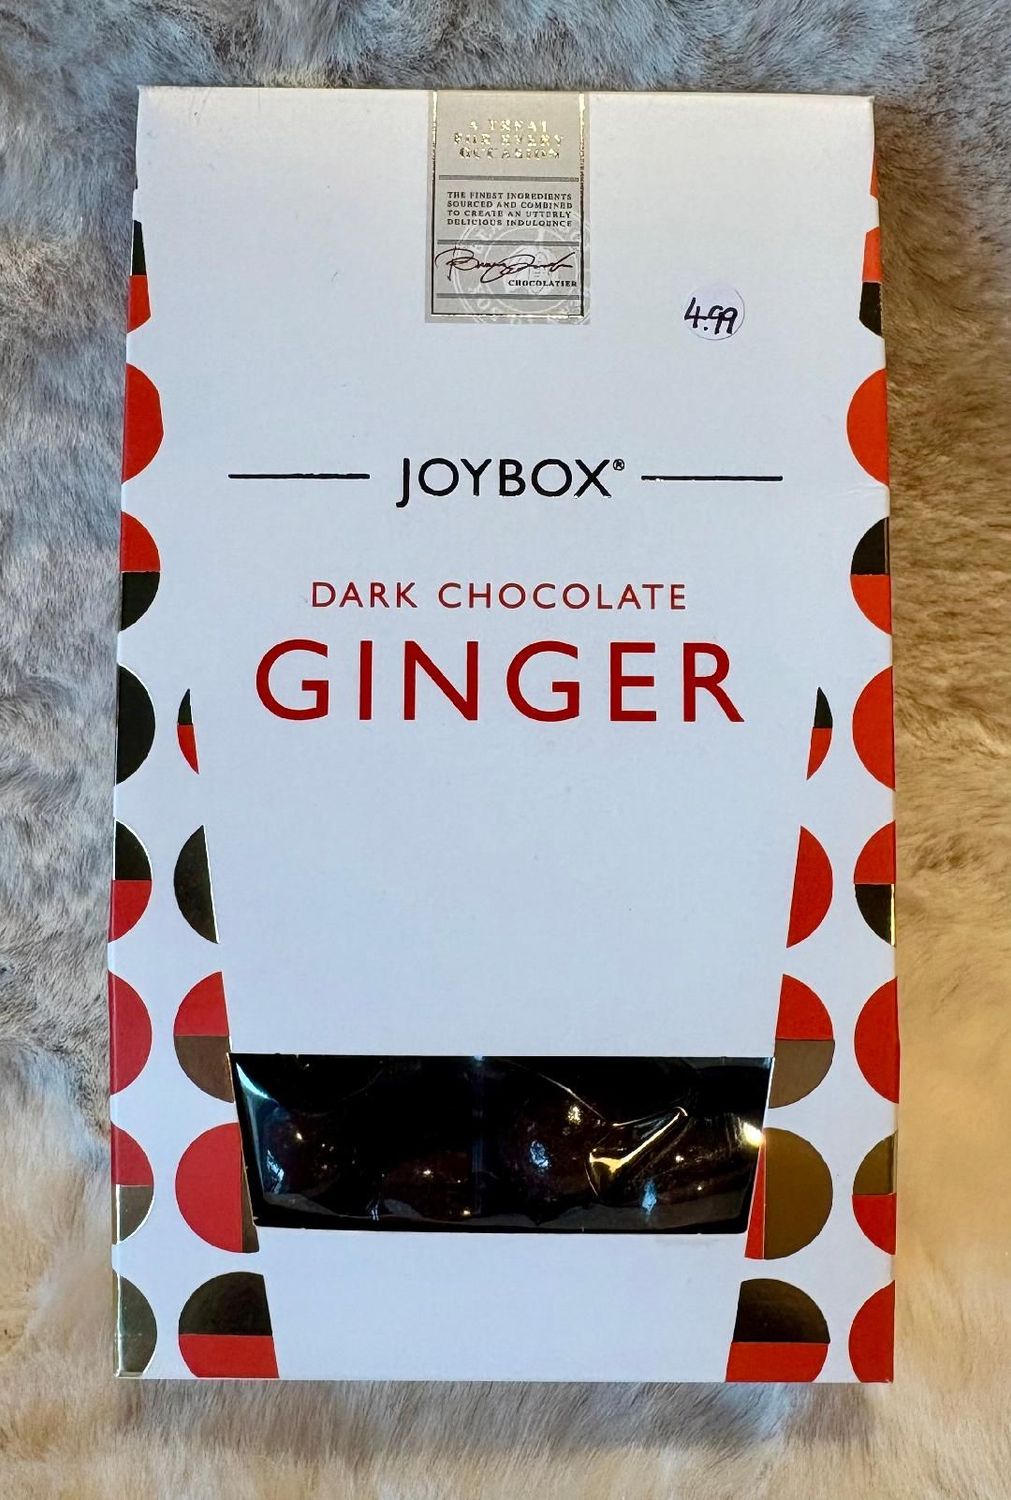 A TREAT
FOR EVERY
OCCASION
THE FINEST INGREDIENTS
SOURCED AND COMBINED
TO CREATE AN UTTERLY
DELICIOUS INDULGENCE
CHOCOLATIER
4.99
JOYBOX®
DARK CHOCOLATE
GINGER